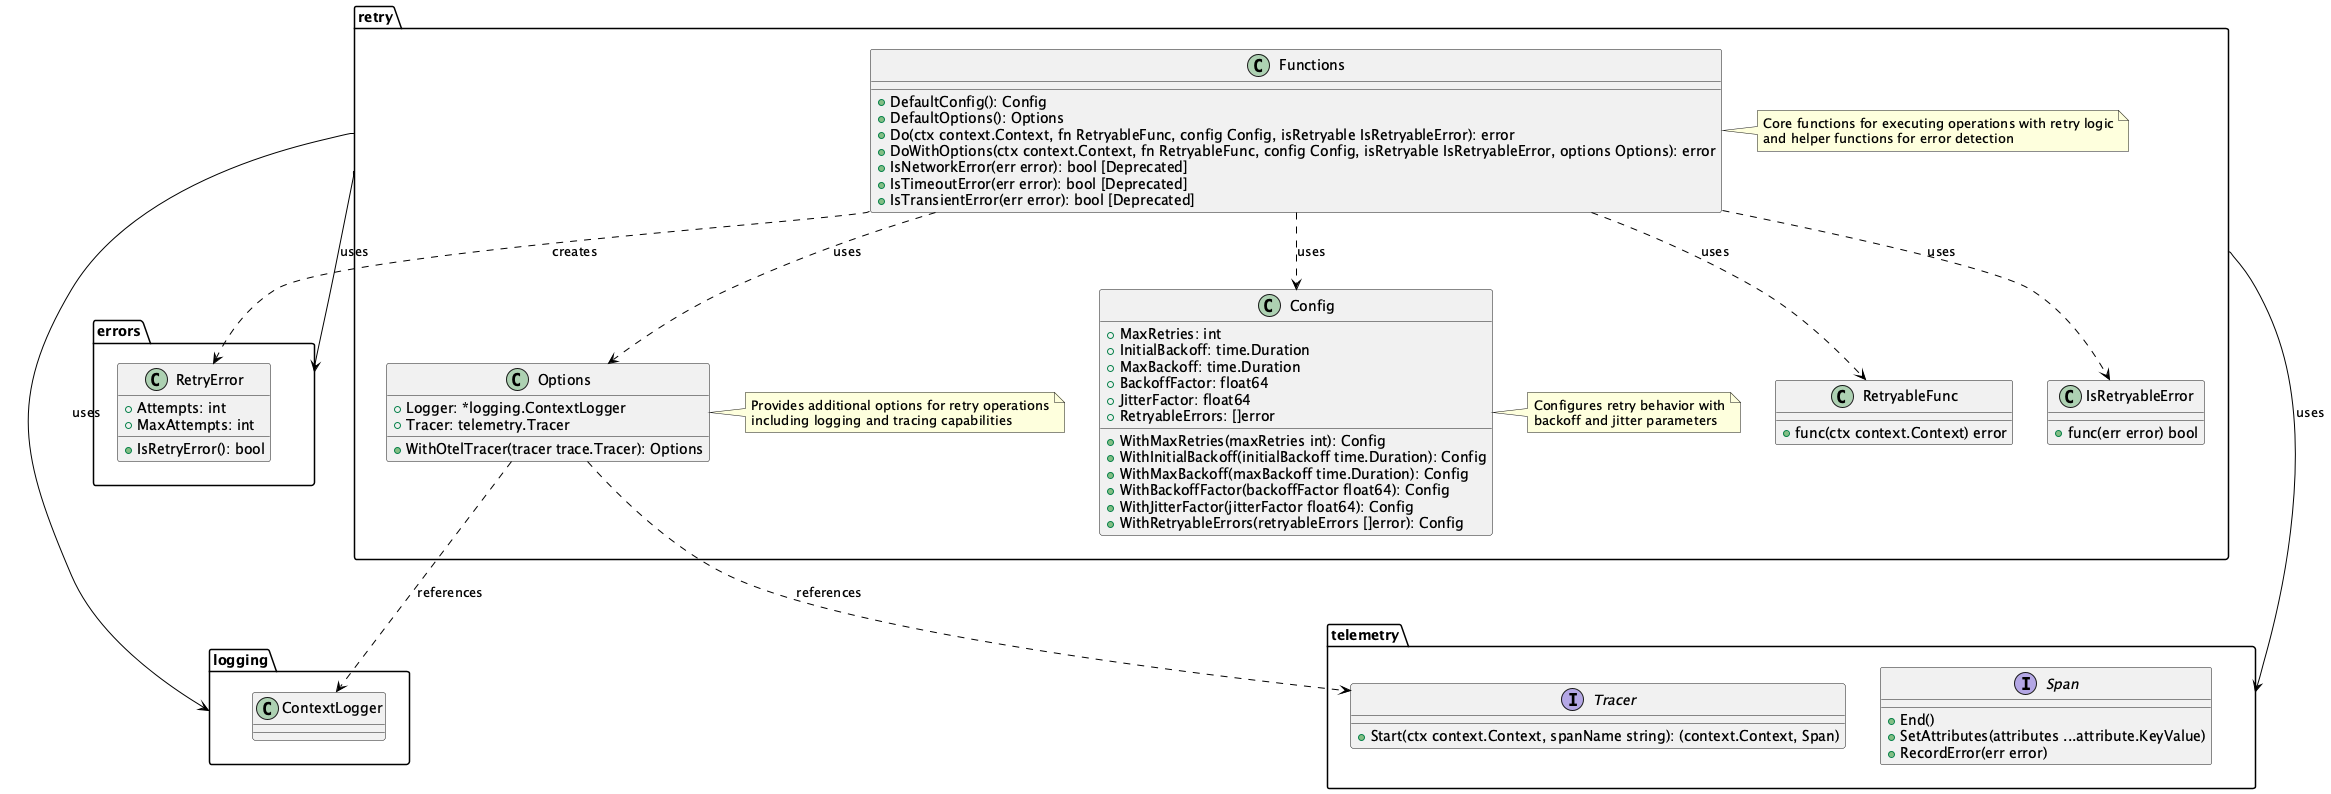 retry
Functions
DefaultConfig(): Config
DefaultOptions(): Options
Do(ctx context.Context, fn RetryableFunc, config Config, isRetryable IsRetryableError): error
DoWithOptions(ctx context.Context, fn RetryableFunc, config Config, isRetryable IsRetryableError, options Options): error
IsNetworkError(err error): bool [Deprecated]
IsTimeoutError(err error): bool [Deprecated]
IsTransientError(err error): bool [Deprecated]
Core functions for executing operations with retry logic
and helper functions for error detection
uses
creates
uses
uses
uses
uses
errors
RetryError
Attempts: int
MaxAttempts: int
IsRetryError(): bool
Options
Logger: *logging.ContextLogger
Tracer: telemetry.Tracer
WithOtelTracer(tracer trace.Tracer): Options
Provides additional options for retry operations
including logging and tracing capabilities
Config
MaxRetries: int
InitialBackoff: time.Duration
MaxBackoff: time.Duration
BackoffFactor: float64
JitterFactor: float64
RetryableErrors: []error
WithMaxRetries(maxRetries int): Config
WithInitialBackoff(initialBackoff time.Duration): Config
WithMaxBackoff(maxBackoff time.Duration): Config
WithBackoffFactor(backoffFactor float64): Config
WithJitterFactor(jitterFactor float64): Config
WithRetryableErrors(retryableErrors []error): Config
Configures retry behavior with
backoff and jitter parameters
RetryableFunc
func(ctx context.Context) error
IsRetryableError
func(err error) bool
uses
uses
references
references
logging
ContextLogger
telemetry
Tracer
Start(ctx context.Context, spanName string): (context.Context, Span)
Span
End()
SetAttributes(attributes ...attribute.KeyValue)
RecordError(err error)